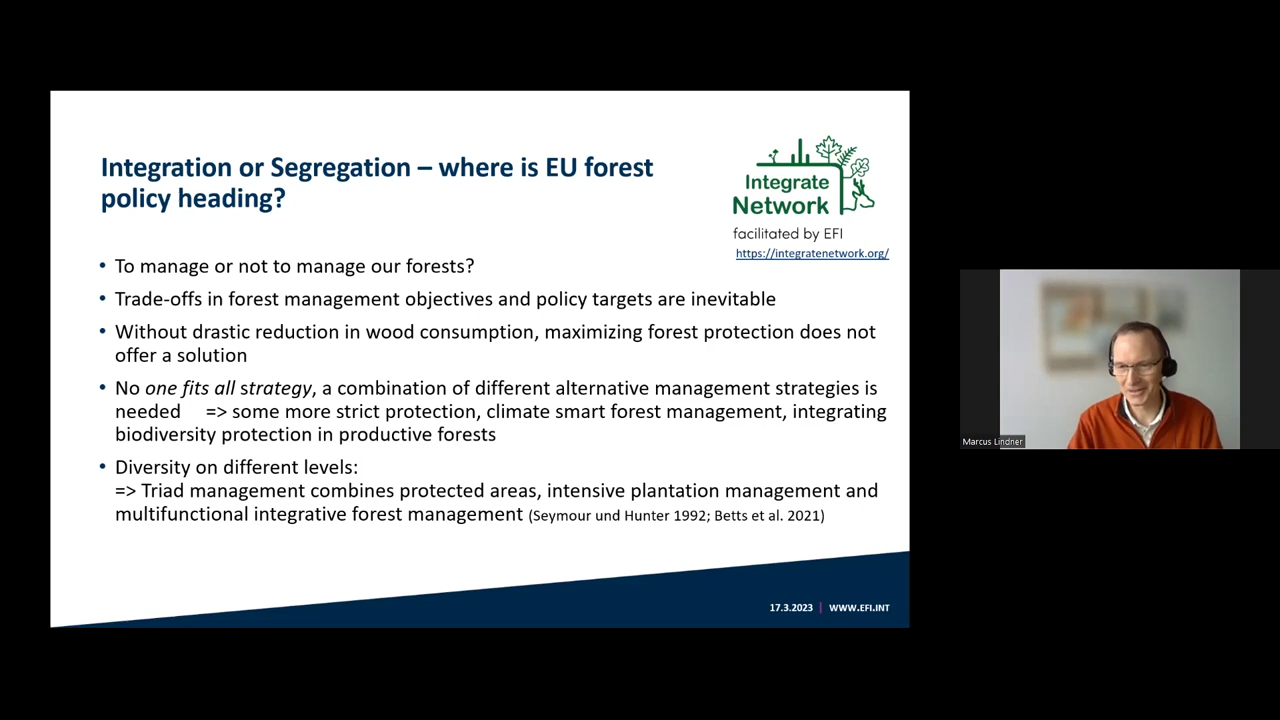 Integration or Segregation – where is EU forest
policy heading?
Integrate
Network
facilitated by EFI
https://integratenetwork.org/
• To manage or not to manage our forests?
• Trade-offs in forest management objectives and policy targets are inevitable
• Without drastic reduction in wood consumption, maximizing forest protection does not
offer a solution
• No one fits all strategy, a combination of different alternative management strategies is
needed => some more strict protection, climate smart forest management, integrating
biodiversity protection in productive forests
• Diversity on different levels:
=> Triad management combines protected areas, intensive plantation management and
multifunctional integrative forest management (Seymour und Hunter 1992; Betts et al. 2021)
17.3.2023 | WWW.EFI.INT
Marcus Lindner